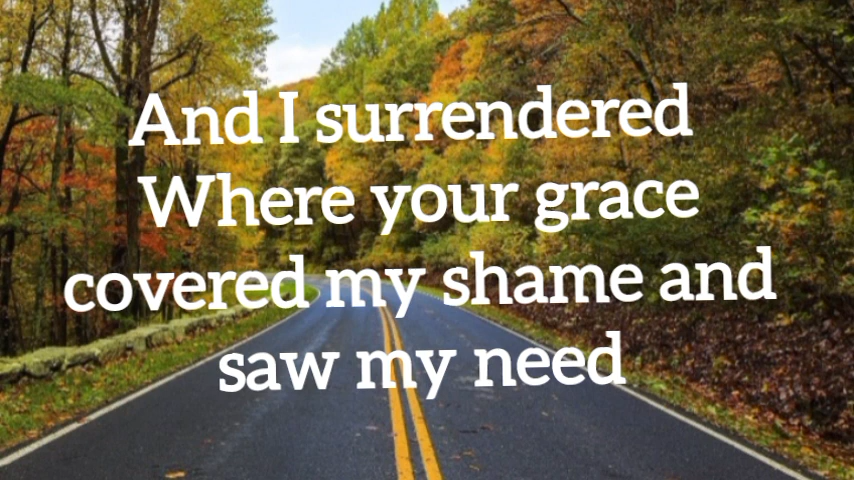 And I surrendered
Where your grace
covered my shame and
saw my need